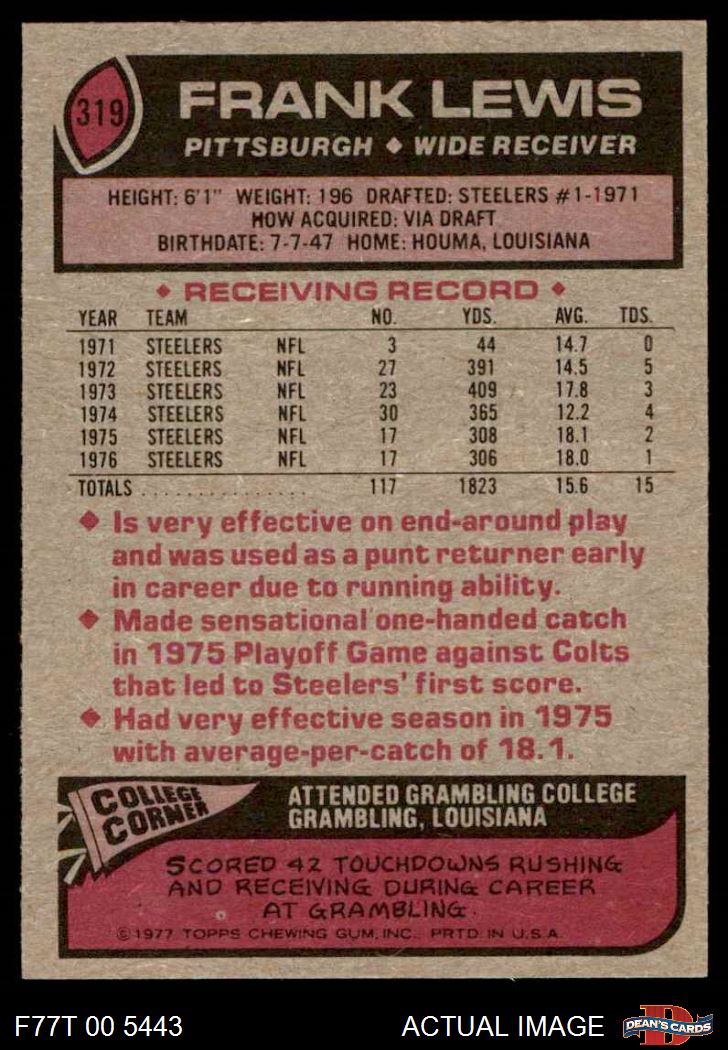 319
FRANK LEWIS
PITTSBURGH ♦ WIDE RECEIVER
HEIGHT: 6'1" WEIGHT: 196 DRAFTED: STEELERS #1-1971
HOW ACQUIRED: VIA DRAFT
BIRTHDATE: 7-7-47 HOME: HOUMA, LOUISIANA
♦ RECEIVING RECORD ♦
YEAR TEAM NO. YDS. AVG. TDS.
1971 STEELERS NFL 3 44 14.7 0
1972 STEELERS NFL 27 391 14.5 5
1973 STEELERS NFL 23 409 17.8 3
1974 STEELERS NFL 30 365 12.2 4
1975 STEELERS NFL 17 308 18.1 2
1976 STEELERS NFL 17 306 18.0 1
TOTALS ................ 117 1823 15.6 15
♦ Is very effective on end-around play
and was used as a punt returner early
in career due to running ability.
♦ Made sensational one-handed catch
in 1975 Playoff Game against Colts
that led to Steelers' first score.
♦ Had very effective season in 1975
with average-per-catch of 18.1.
COLLEGE
CORNER
ATTENDED GRAMBLING COLLEGE
GRAMBLING, LOUISIANA
SCORED 42 TOUCHDOWNS RUSHING
AND RECEIVING DURING CAREER
AT GRAMBLING.
©1977 TOPPS CHEWING GUM, INC. PRTD. IN U.S.A.
F77T 00 5443 ACTUAL IMAGE
D
DEAN'S CARDS